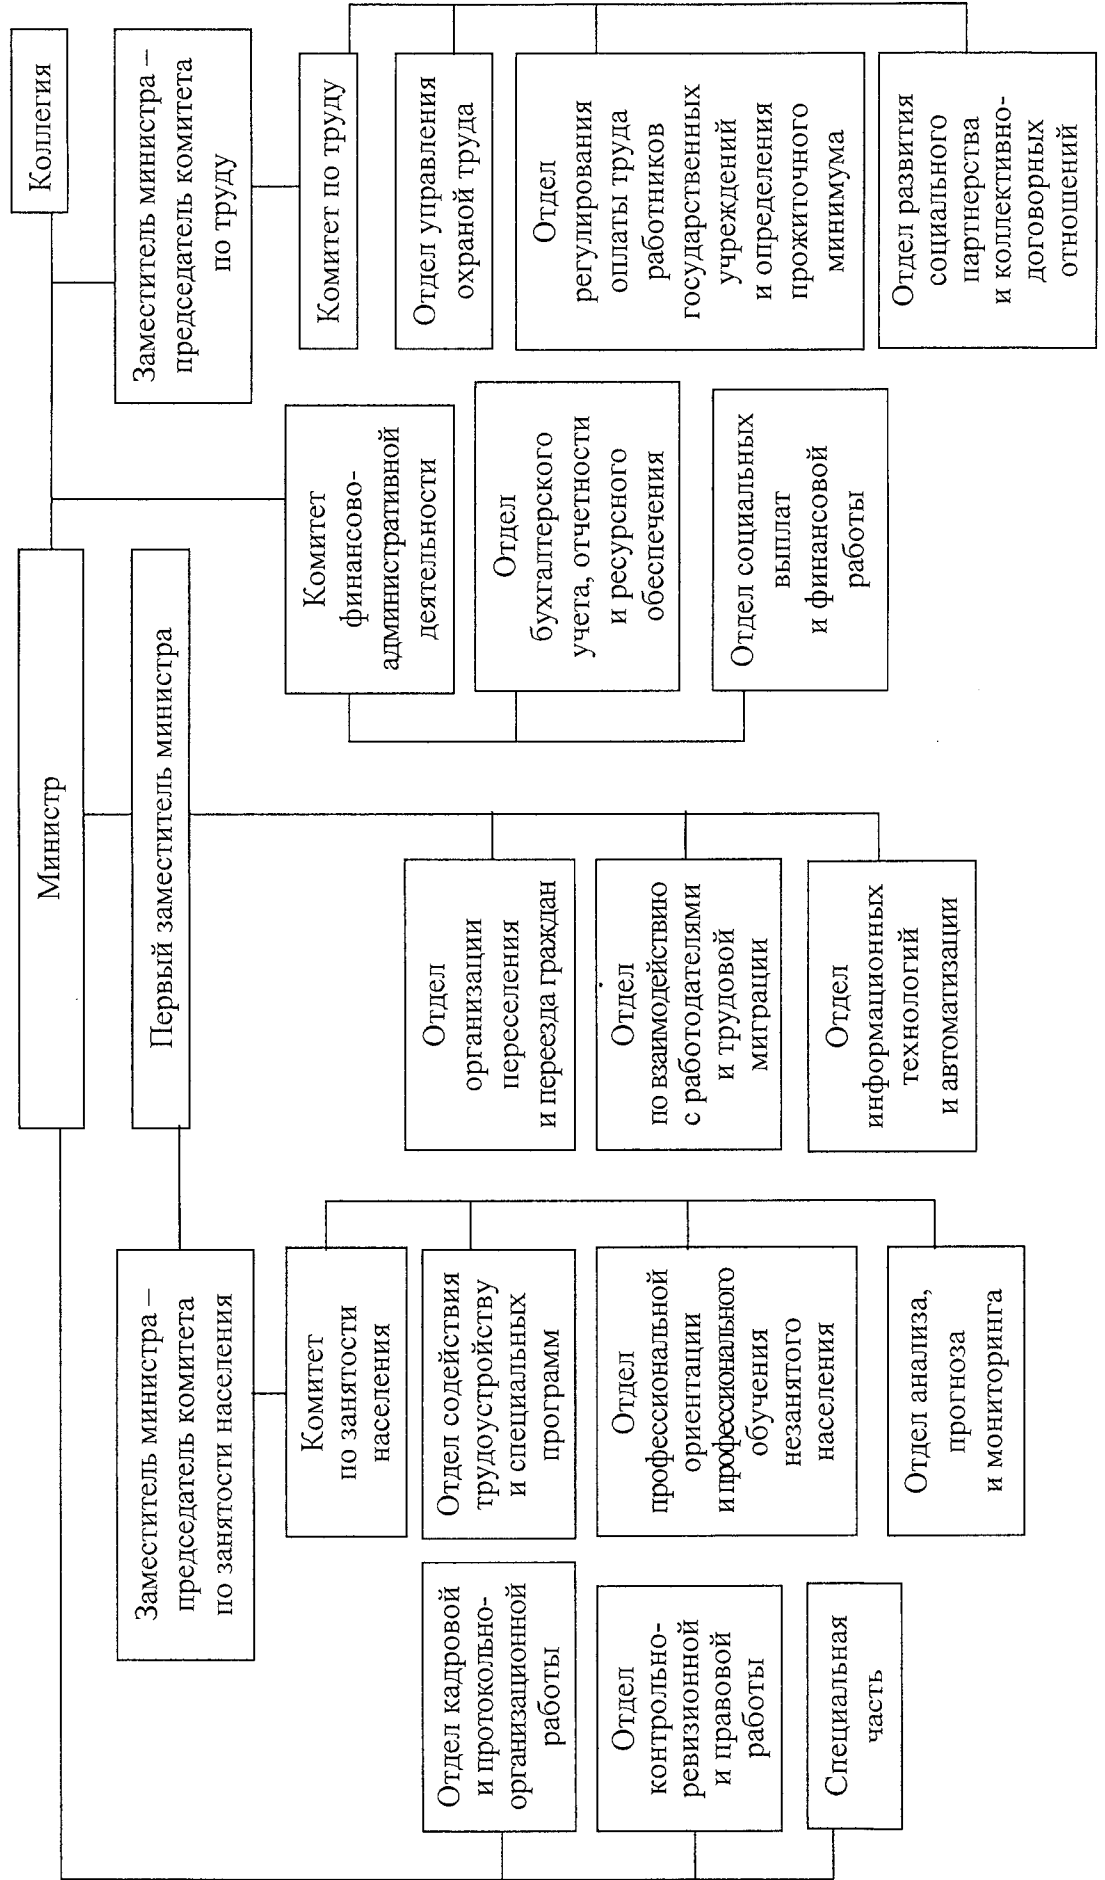 Министр
Коллегия
Первый заместитель министра
Заместитель министра –
председатель комитета
по занятости населения
Заместитель министра –
председатель комитета
по труду
Отдел кадровой
и протокольно-
организационной
работы
Отдел
контрольно-
ревизионной
и правовой
работы
Специальная
часть
Комитет
по занятости
населения
Отдел содействия
трудоустройству
и специальных
программ
Отдел
профессиональной
ориентации
и профессионального
обучения
незанятого
населения
Отдел анализа,
прогноза
и мониторинга
Отдел
организации
переселения
и переезда граждан
Отдел
по взаимодействию
с работодателями
и трудовой
миграции
Отдел
информационных
технологий
и автоматизации
Комитет
финансово-
административной
деятельности
Отдел
бухгалтерского
учета, отчетности
и ресурсного
обеспечения
Отдел социальных
выплат
и финансовой
работы
Комитет по труду
Отдел управления
охраной труда
Отдел
регулирования
оплаты труда
работников
государственных
учреждений
и определения
прожиточного
минимума
Отдел развития
социального
партнерства
и коллективно-
договорных
отношений